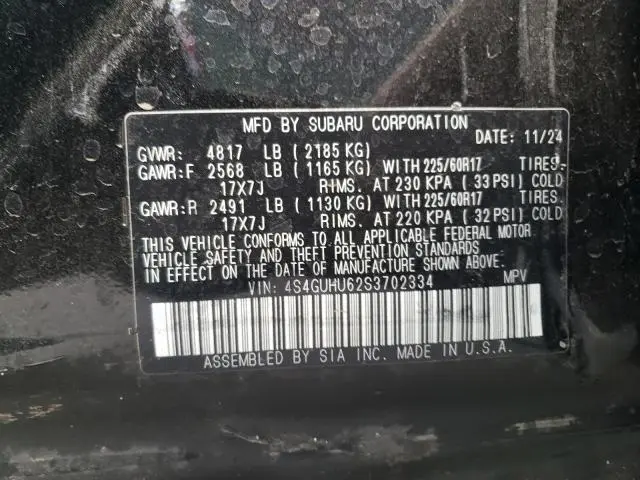 MFD BY SUBARU CORPORATION
DATE: 11/24
GVWR: 4817 LB ( 2185 KG)
GAWR:F 2568 LB ( 1165 KG) WITH 225/60R17 TIRES.
17X7J RIMS. AT 230 KPA ( 33 PSI) COLD
GAWR:R 2491 LB ( 1130 KG) WITH 225/60R17 TIRES.
17X7J RIMS. AT 220 KPA ( 32 PSI) COLD
THIS VEHICLE CONFORMS TO ALL APPLICABLE FEDERAL MOTOR
VEHICLE SAFETY AND THEFT PREVENTION STANDARDS
IN EFFECT ON THE DATE OF MANUFACTURE SHOWN ABOVE.
VIN: 4S4GUHU62S3702334 MPV
ASSEMBLED BY SIA INC. MADE IN U.S.A.